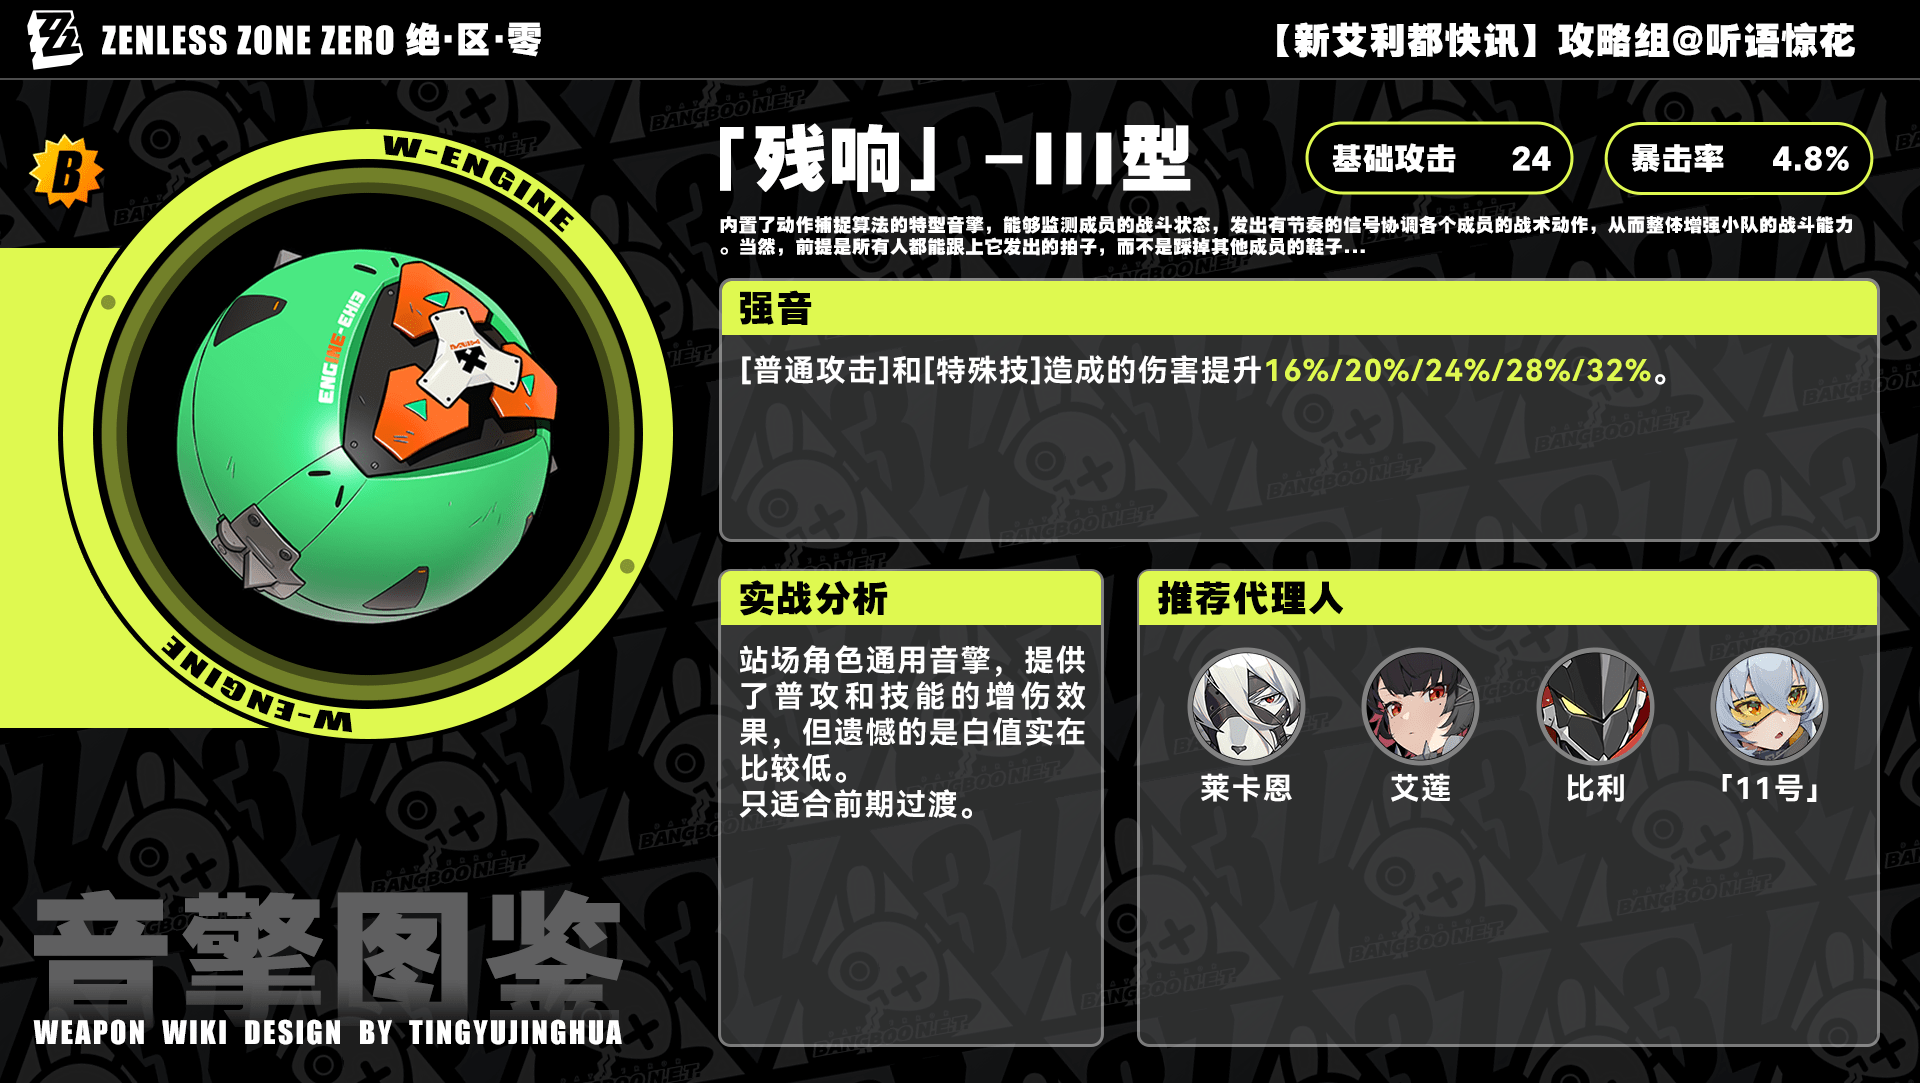 ZENLESS ZONE ZERO 绝·区·零
【新艾利都快讯】攻略组@听语惊花
B
W-ENGINE
W-ENGINE
ENGINE-EH13
「残响」-III型
基础攻击 24
暴击率 4.8%
内置了动作捕捉算法的特型音擎，能够监测成员的战斗状态，发出有节奏的信号协调各个成员的战术动作，从而整体增强小队的战斗能力
。当然，前提是所有人都能跟上它发出的拍子，而不是踩掉其他成员的鞋子...
强音
[普通攻击]和[特殊技]造成的伤害提升16%/20%/24%/28%/32%。
实战分析
站场角色通用音擎，提供
了普攻和技能的增伤效
果，但遗憾的是白值实在
比较低。
只适合前期过渡。
推荐代理人
莱卡恩
艾莲
比利
「11号」
音擎图鉴
WEAPON WIKI DESIGN BY TINGYUJINGHUA